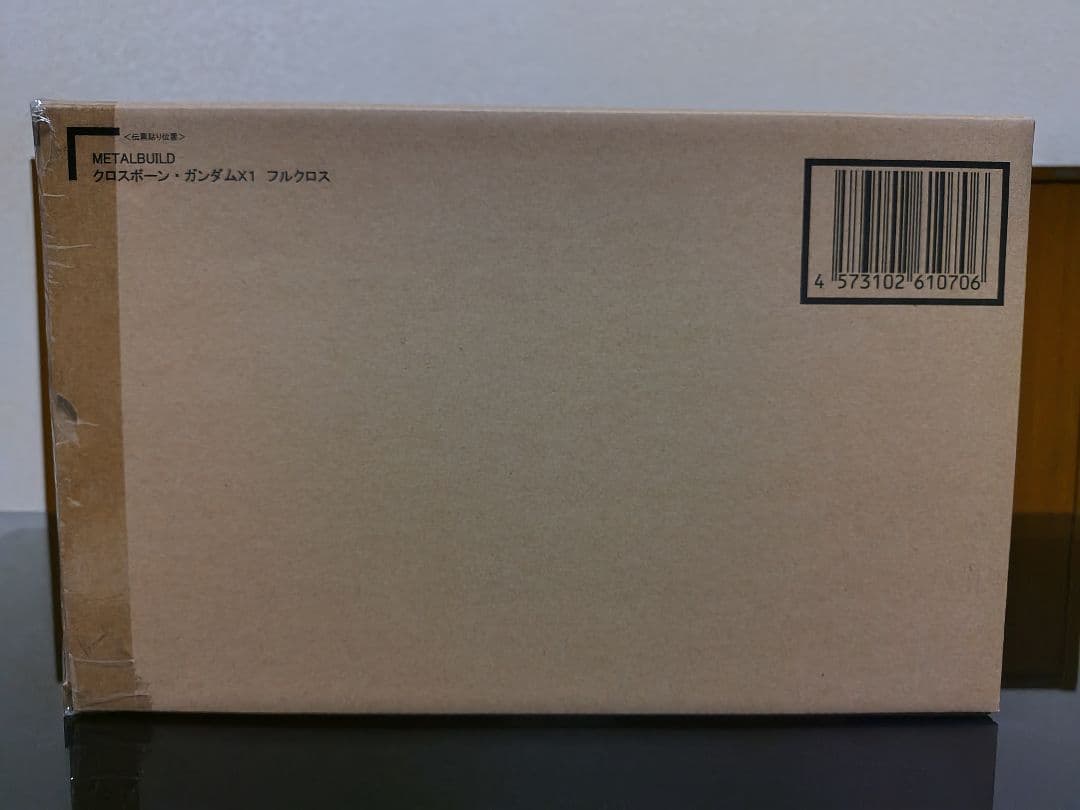 <伝票貼り位置>
METALBUILD
クロスボーン・ガンダムX1 フルクロス
4 573102 610706